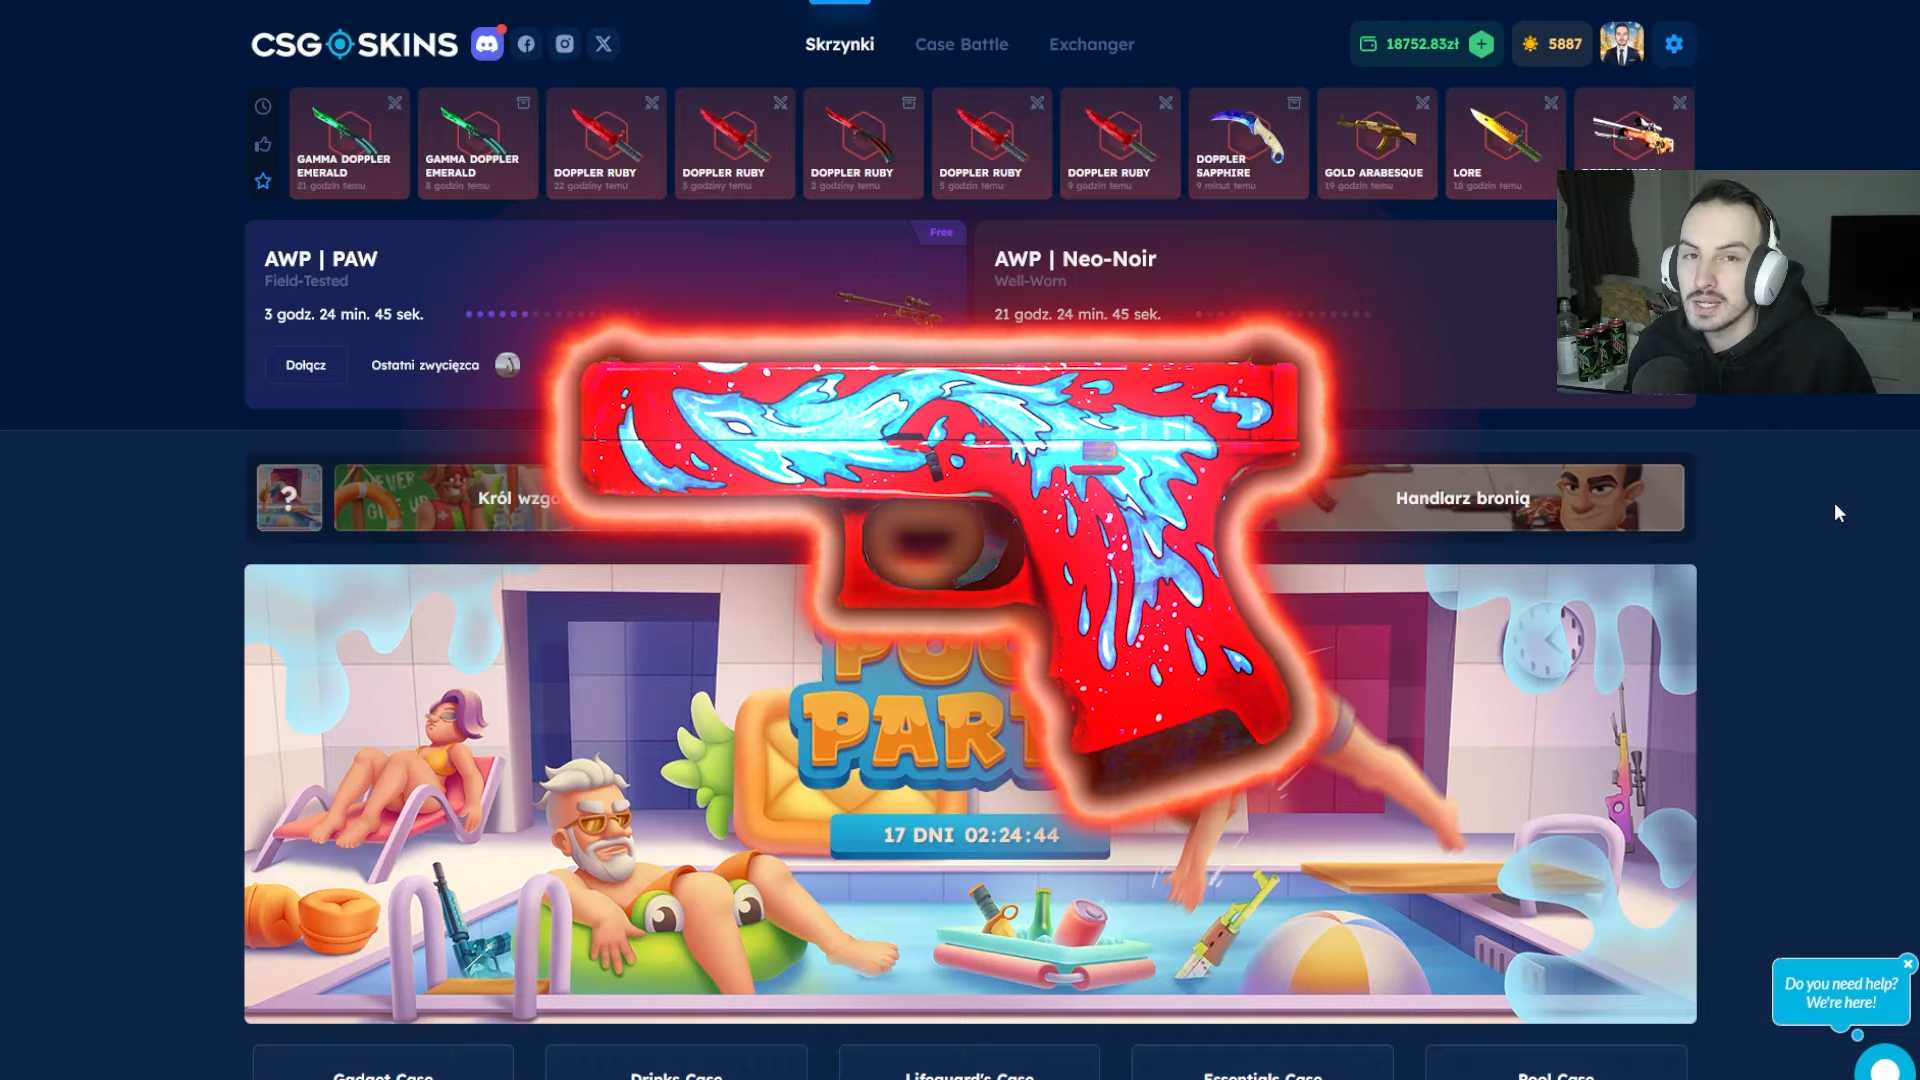 CSG SKINS
Skrzynki
Case Battle
Exchanger
18752.83zł
5887
GAMMA DOPPLER
EMERALD
21 godzin temu
GAMMA DOPPLER
EMERALD
8 godzin temu
DOPPLER RUBY
22 godziny temu
DOPPLER RUBY
3 godziny temu
DOPPLER RUBY
2 godziny temu
DOPPLER RUBY
5 godzin temu
DOPPLER RUBY
9 godzin temu
DOPPLER
SAPPHIRE
9 minut temu
GOLD ARABESQUE
19 godzin temu
LORE
18 godzin temu
AWP | PAW
Free
Field-Tested
3 godz. 24 min. 45 sek.
Dołącz
Ostatni zwycięzca
AWP | Neo-Noir
Well-Worn
21 godz. 24 min. 45 sek.
?
NEVER
GIVE UP
Król wzgo
Handlarz bronią
POO
PART
17 DNI 02:24:44
Do you need help?
We're here!
Gadget Case
Drinks Case
Lifeguard's Case
Essentials Case
Pool Case